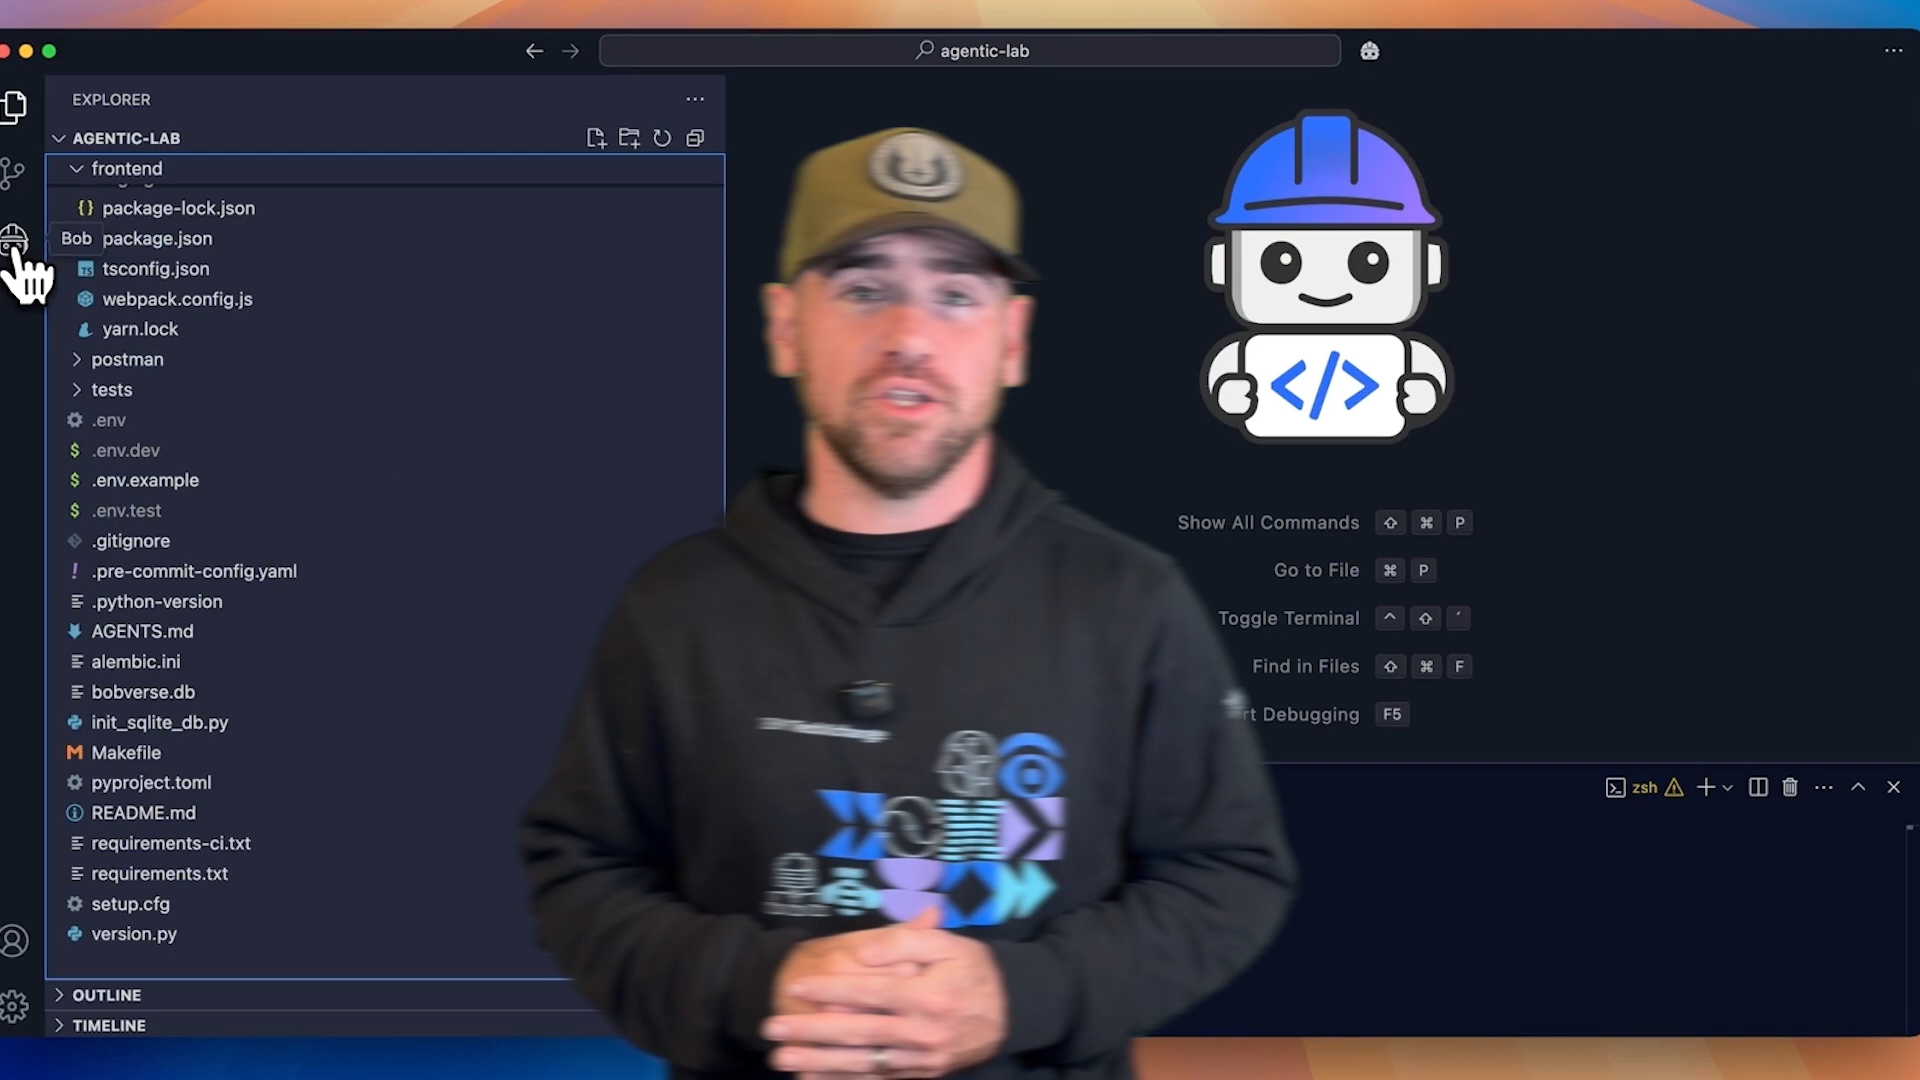 agentic-lab
EXPLORER
AGENTIC-LAB
frontend
package-lock.json
Bob
package.json
tsconfig.json
webpack.config.js
yarn.lock
postman
tests
.env
$ .env.dev
$ .env.example
$ .env.test
.gitignore
! .pre-commit-config.yaml
.python-version
AGENTS.md
alembic.ini
bobverse.db
init_sqlite_db.py
M Makefile
pyproject.toml
README.md
requirements-ci.txt
requirements.txt
setup.cfg
version.py
OUTLINE
TIMELINE
</>
Show All Commands ⇧ ⌘ P
Go to File ⌘ P
Toggle Terminal ^ ⇧ ´
Find in Files ⇧ ⌘ F
Debugging F5
zsh